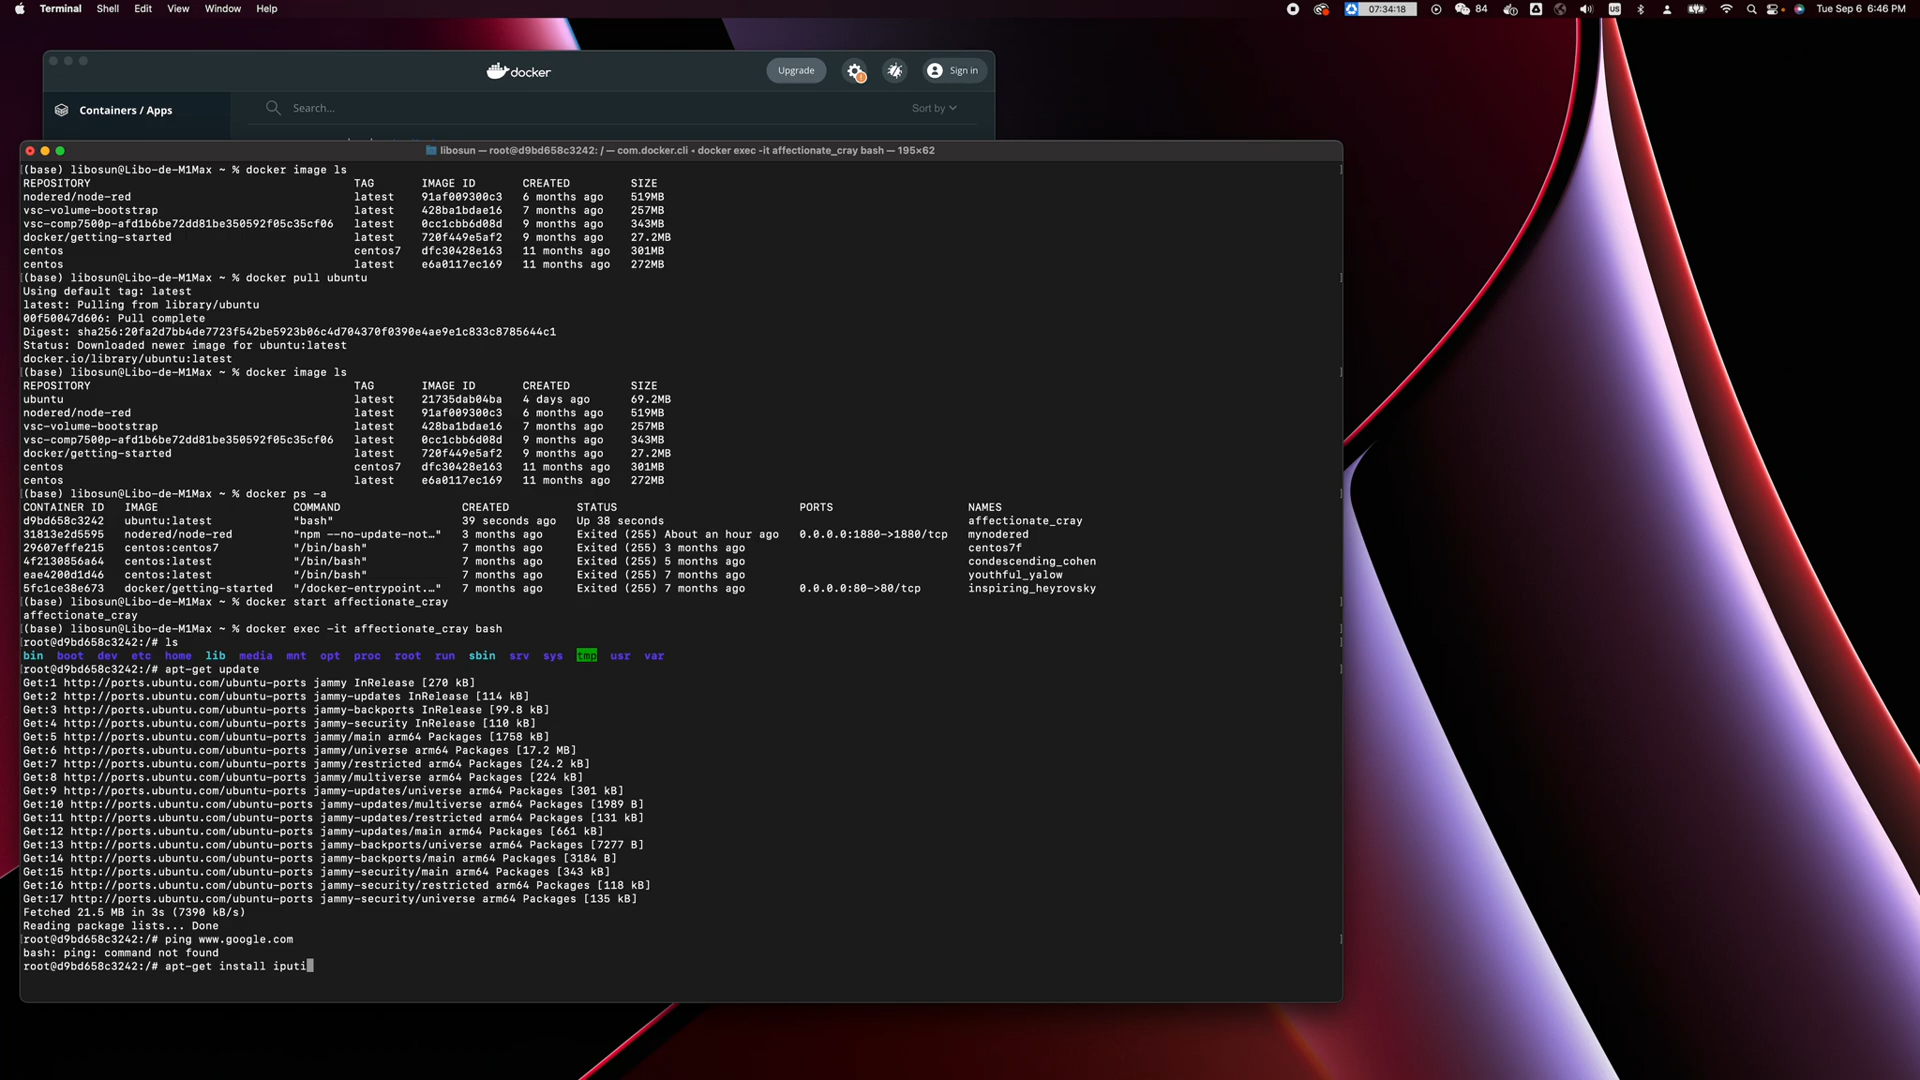 Terminal Shell Edit View Window Help 07:34:18 84 US Tue Sep 6 6:46 PM
docker Upgrade Sign in
Containers / Apps Search... Sort by
libosun — root@d9bd658c3242: / — com.docker.cli • docker exec -it affectionate_cray bash — 195×62
(base) libosun@Libo-de-M1Max ~ % docker image ls
REPOSITORY TAG IMAGE ID CREATED SIZE
nodered/node-red latest 91af009300c3 6 months ago 519MB
vsc-volume-bootstrap latest 428ba1bdae16 7 months ago 257MB
vsc-comp7500p-afd1b6be72dd81be350592f05c35cf06 latest 0cc1cbb6d08d 9 months ago 343MB
docker/getting-started latest 720f449e5af2 9 months ago 27.2MB
centos centos7 dfc30428e163 11 months ago 301MB
centos latest e6a0117ec169 11 months ago 272MB
(base) libosun@Libo-de-M1Max ~ % docker pull ubuntu
Using default tag: latest
latest: Pulling from library/ubuntu
00f50047d606: Pull complete
Digest: sha256:20fa2d7bb4de7723f542be5923b06c4d704370f0390e4ae9e1c833c8785644c1
Status: Downloaded newer image for ubuntu:latest
docker.io/library/ubuntu:latest
(base) libosun@Libo-de-M1Max ~ % docker image ls
REPOSITORY TAG IMAGE ID CREATED SIZE
ubuntu latest 21735dab04ba 4 days ago 69.2MB
nodered/node-red latest 91af009300c3 6 months ago 519MB
vsc-volume-bootstrap latest 428ba1bdae16 7 months ago 257MB
vsc-comp7500p-afd1b6be72dd81be350592f05c35cf06 latest 0cc1cbb6d08d 9 months ago 343MB
docker/getting-started latest 720f449e5af2 9 months ago 27.2MB
centos centos7 dfc30428e163 11 months ago 301MB
centos latest e6a0117ec169 11 months ago 272MB
(base) libosun@Libo-de-M1Max ~ % docker ps -a
CONTAINER ID IMAGE COMMAND CREATED STATUS PORTS NAMES
d9bd658c3242 ubuntu:latest "bash" 39 seconds ago Up 38 seconds affectionate_cray
31813e2d5595 nodered/node-red "npm --no-update-not…" 3 months ago Exited (255) About an hour ago 0.0.0.0:1880->1880/tcp mynodered
29607effe215 centos:centos7 "/bin/bash" 7 months ago Exited (255) 3 months ago centos7f
4f2130856a64 centos:latest "/bin/bash" 7 months ago Exited (255) 5 months ago condescending_cohen
eae4200d1d46 centos:latest "/bin/bash" 7 months ago Exited (255) 7 months ago youthful_yalow
5fc1ce38e673 docker/getting-started "/docker-entrypoint.…" 7 months ago Exited (255) 7 months ago 0.0.0.0:80->80/tcp inspiring_heyrovsky
(base) libosun@Libo-de-M1Max ~ % docker start affectionate_cray
affectionate_cray
(base) libosun@Libo-de-M1Max ~ % docker exec -it affectionate_cray bash
root@d9bd658c3242:/# ls
bin boot dev etc home lib media mnt opt proc root run sbin srv sys tmp usr var
root@d9bd658c3242:/# apt-get update
Get:1 http://ports.ubuntu.com/ubuntu-ports jammy InRelease [270 kB]
Get:2 http://ports.ubuntu.com/ubuntu-ports jammy-updates InRelease [114 kB]
Get:3 http://ports.ubuntu.com/ubuntu-ports jammy-backports InRelease [99.8 kB]
Get:4 http://ports.ubuntu.com/ubuntu-ports jammy-security InRelease [110 kB]
Get:5 http://ports.ubuntu.com/ubuntu-ports jammy/main arm64 Packages [1758 kB]
Get:6 http://ports.ubuntu.com/ubuntu-ports jammy/universe arm64 Packages [17.2 MB]
Get:7 http://ports.ubuntu.com/ubuntu-ports jammy/restricted arm64 Packages [24.2 kB]
Get:8 http://ports.ubuntu.com/ubuntu-ports jammy/multiverse arm64 Packages [224 kB]
Get:9 http://ports.ubuntu.com/ubuntu-ports jammy-updates/universe arm64 Packages [301 kB]
Get:10 http://ports.ubuntu.com/ubuntu-ports jammy-updates/multiverse arm64 Packages [1989 B]
Get:11 http://ports.ubuntu.com/ubuntu-ports jammy-updates/restricted arm64 Packages [131 kB]
Get:12 http://ports.ubuntu.com/ubuntu-ports jammy-updates/main arm64 Packages [661 kB]
Get:13 http://ports.ubuntu.com/ubuntu-ports jammy-backports/universe arm64 Packages [7277 B]
Get:14 http://ports.ubuntu.com/ubuntu-ports jammy-backports/main arm64 Packages [3184 B]
Get:15 http://ports.ubuntu.com/ubuntu-ports jammy-security/main arm64 Packages [343 kB]
Get:16 http://ports.ubuntu.com/ubuntu-ports jammy-security/restricted arm64 Packages [118 kB]
Get:17 http://ports.ubuntu.com/ubuntu-ports jammy-security/universe arm64 Packages [135 kB]
Fetched 21.5 MB in 3s (7390 kB/s)
Reading package lists... Done
root@d9bd658c3242:/# ping www.google.com
bash: ping: command not found
root@d9bd658c3242:/# apt-get install iputi